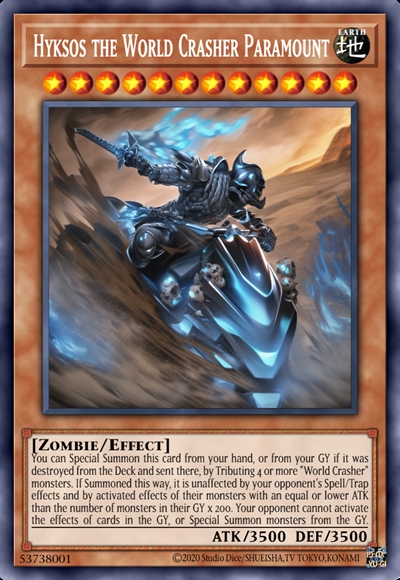 HYKSOS THE WORLD CRASHER PARAMOUNT
EARTH
地
[ZOMBIE/EFFECT]
You can Special Summon this card from your hand, or from your GY if it was
destroyed from the Deck and sent there, by Tributing 4 or more "World Crasher"
monsters. If Summoned this way, it is unaffected by your opponent's Spell/Trap
effects and by activated effects of their monsters with an equal or lower ATK
than the number of monsters in their GY x 200. Your opponent cannot activate
the effects of cards in the GY, or Special Summon monsters from the GY.
ATK/3500 DEF/3500
53738001
©2020 Studio Dice/SHUEISHA,TV TOKYO,KONAMI